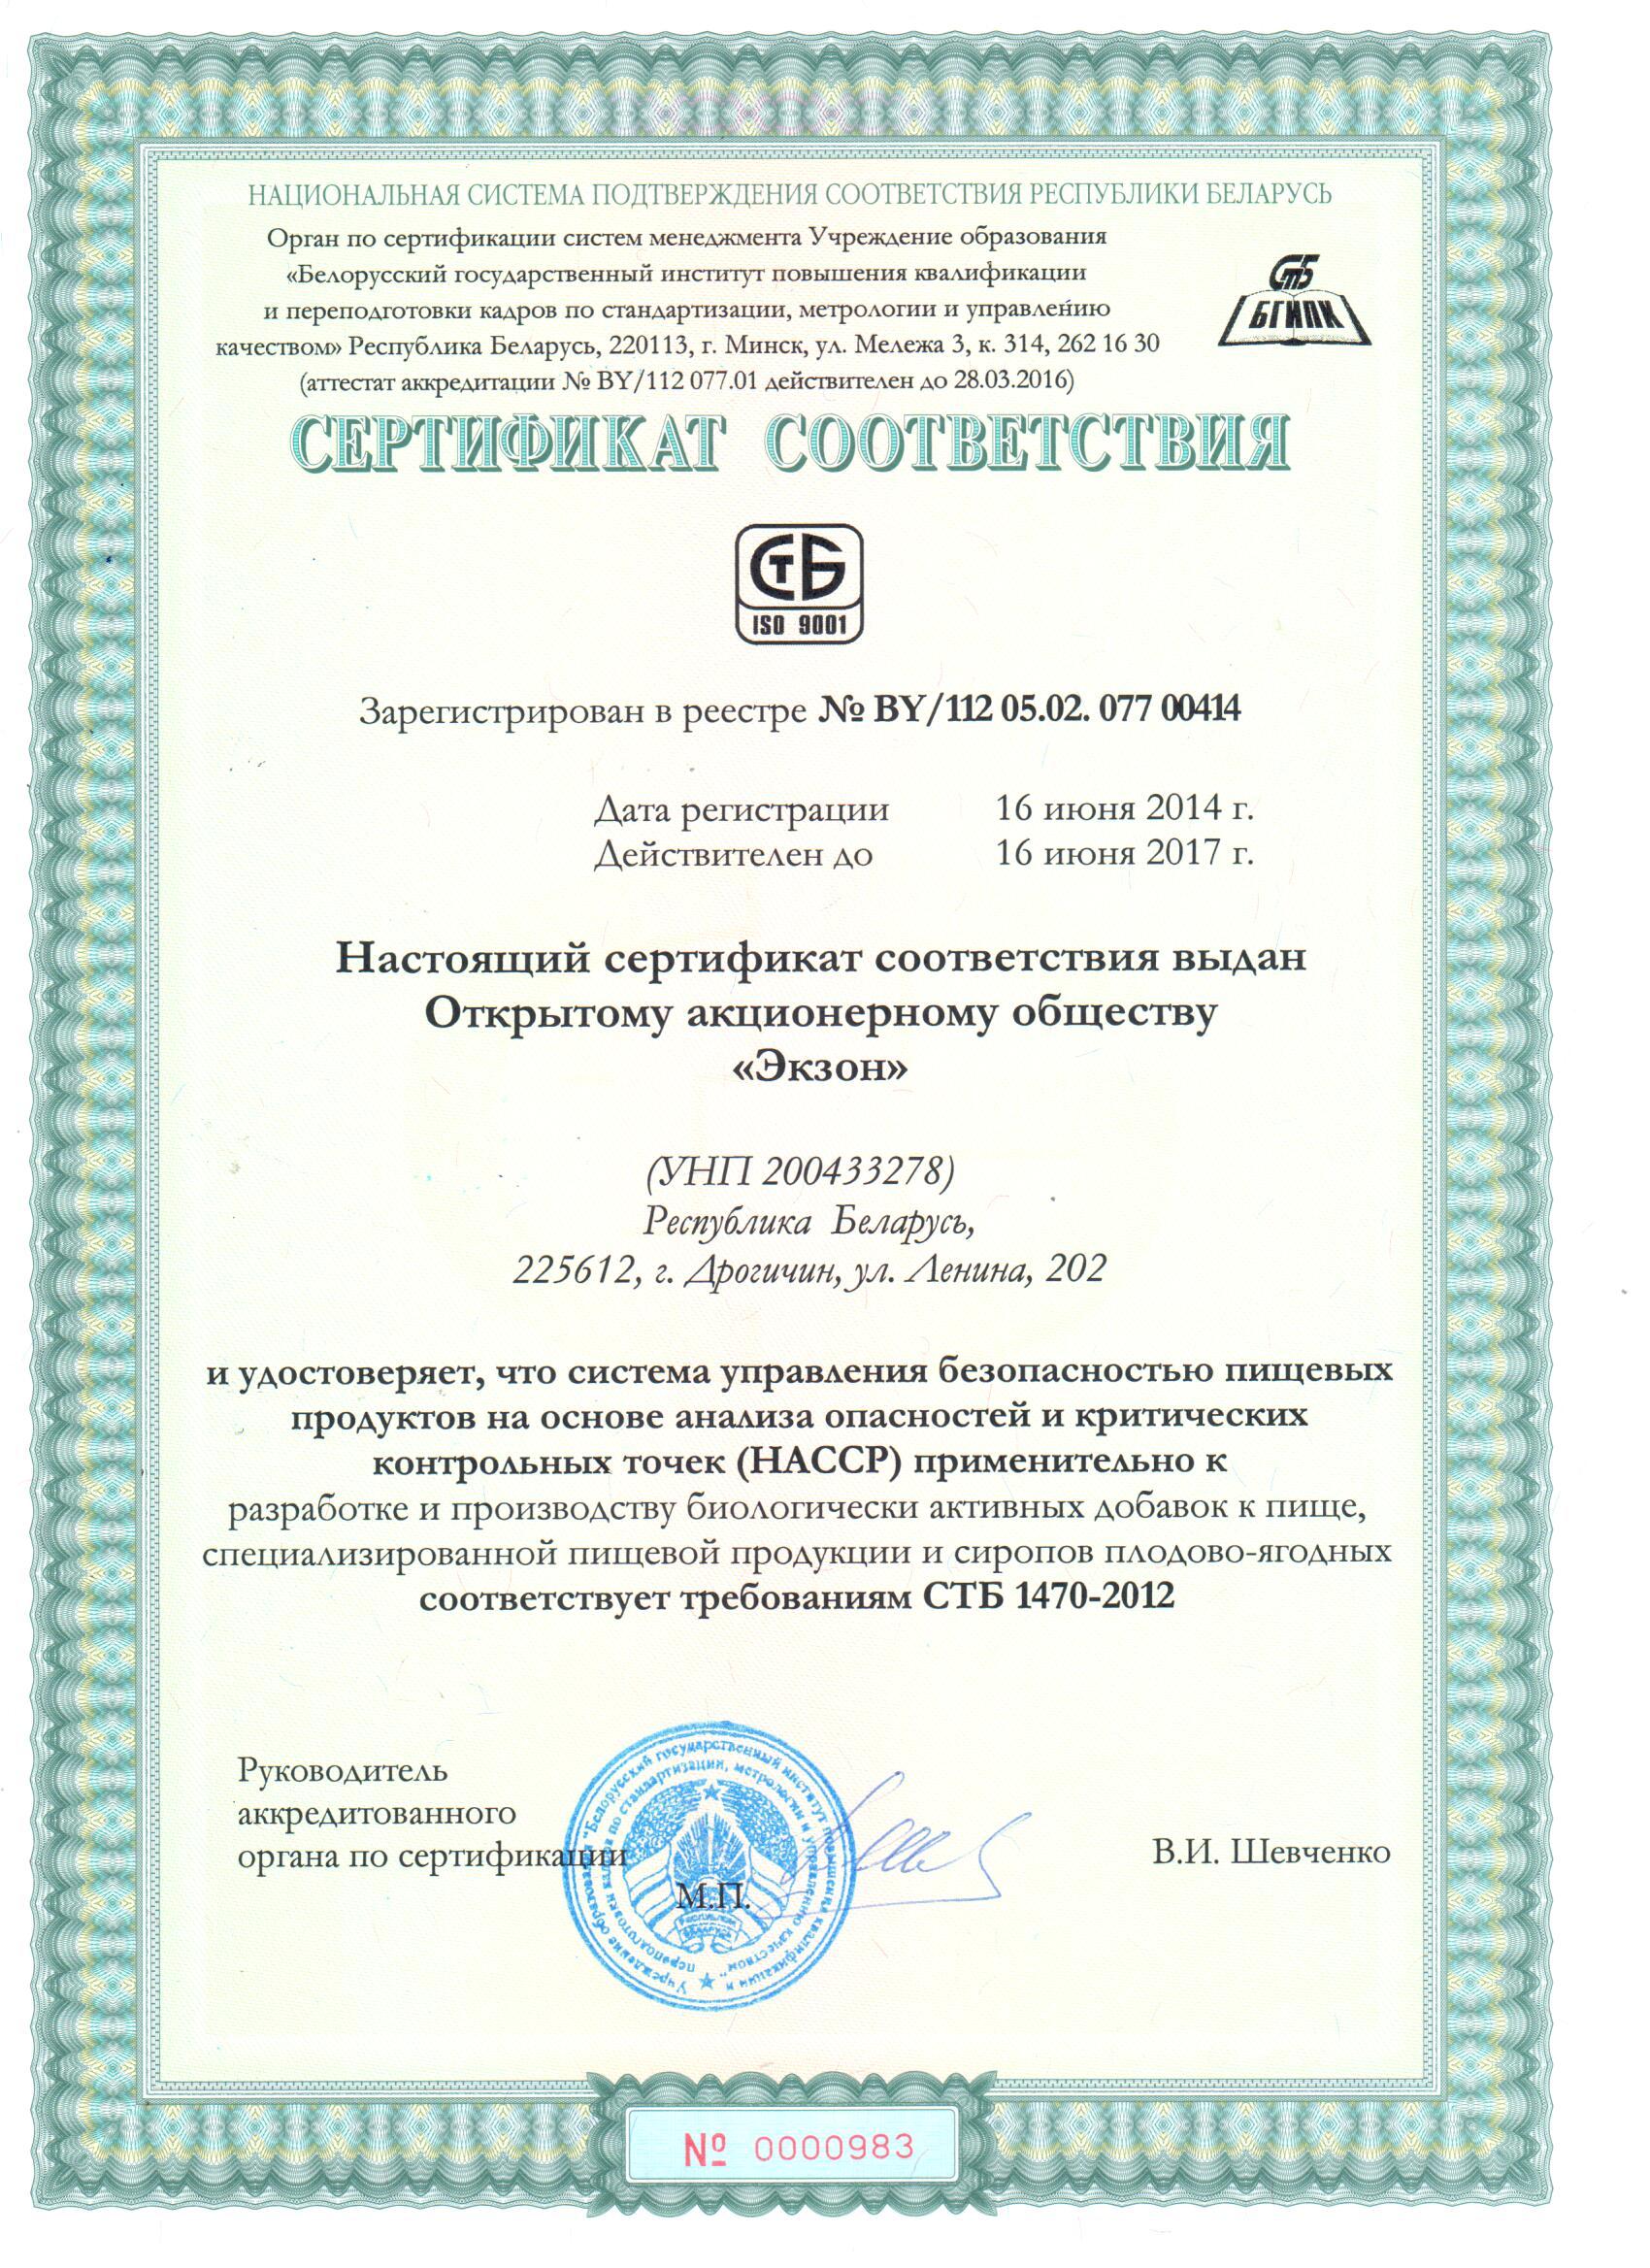 НАЦИОНАЛЬНАЯ СИСТЕМА ПОДТВЕРЖДЕНИЯ СООТВЕТСТВИЯ РЕСПУБЛИКИ БЕЛАРУСЬ
Орган по сертификации систем менеджмента Учреждение образования
«Белорусский государственный институт повышения квалификации
и переподготовки кадров по стандартизации, метрологии и управлению
качеством» Республика Беларусь, 220113, г. Минск, ул. Мележа 3, к. 314, 262 16 30
(аттестат аккредитации № BY/112 077.01 действителен до 28.03.2016)
СТБ
БГИПК
СЕРТИФИКАТ СООТВЕТСТВИЯ
СТБ
ISO 9001
Зарегистрирован в реестре № BY/112 05.02. 077 00414
Дата регистрации 16 июня 2014 г.
Действителен до 16 июня 2017 г.
Настоящий сертификат соответствия выдан
Открытому акционерному обществу
«Экзон»
(УНП 200433278)
Республика Беларусь,
225612, г. Дрогичин, ул. Ленина, 202
и удостоверяет, что система управления безопасностью пищевых
продуктов на основе анализа опасностей и критических
контрольных точек (НАССР) применительно к
разработке и производству биологически активных добавок к пище,
специализированной пищевой продукции и сиропов плодово-ягодных
соответствует требованиям СТБ 1470-2012
Руководитель
аккредитованного
органа по сертификации
В.И. Шевченко
М.П.
Учреждение образования "Белорусский государственный институт повышения квалификации и
переподготовки кадров по стандартизации, метрологии и управлению качеством"
№ 0000983